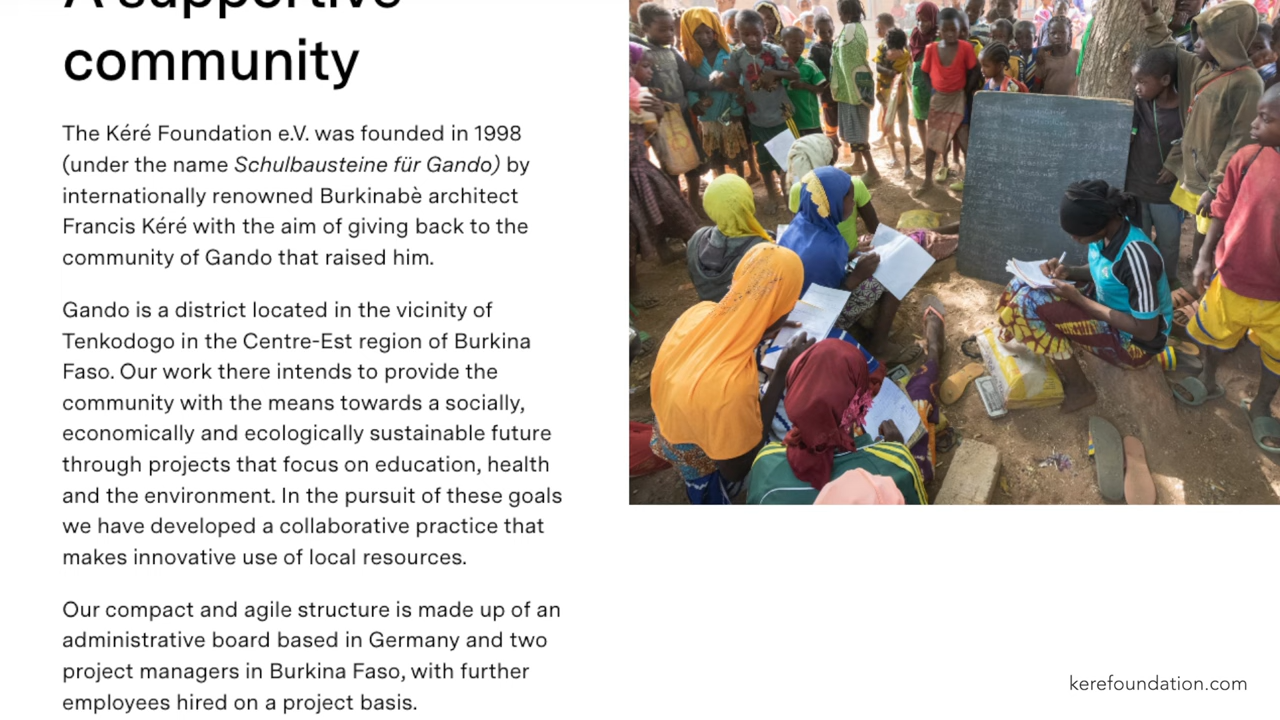 A supportive
community
The Kéré Foundation e.V. was founded in 1998
(under the name Schulbausteine für Gando) by
internationally renowned Burkinabè architect
Francis Kéré with the aim of giving back to the
community of Gando that raised him.
Gando is a district located in the vicinity of
Tenkodogo in the Centre-Est region of Burkina
Faso. Our work there intends to provide the
community with the means towards a socially,
economically and ecologically sustainable future
through projects that focus on education, health
and the environment. In the pursuit of these goals
we have developed a collaborative practice that
makes innovative use of local resources.
Our compact and agile structure is made up of an
administrative board based in Germany and two
project managers in Burkina Faso, with further
employees hired on a project basis.
kerefoundation.com